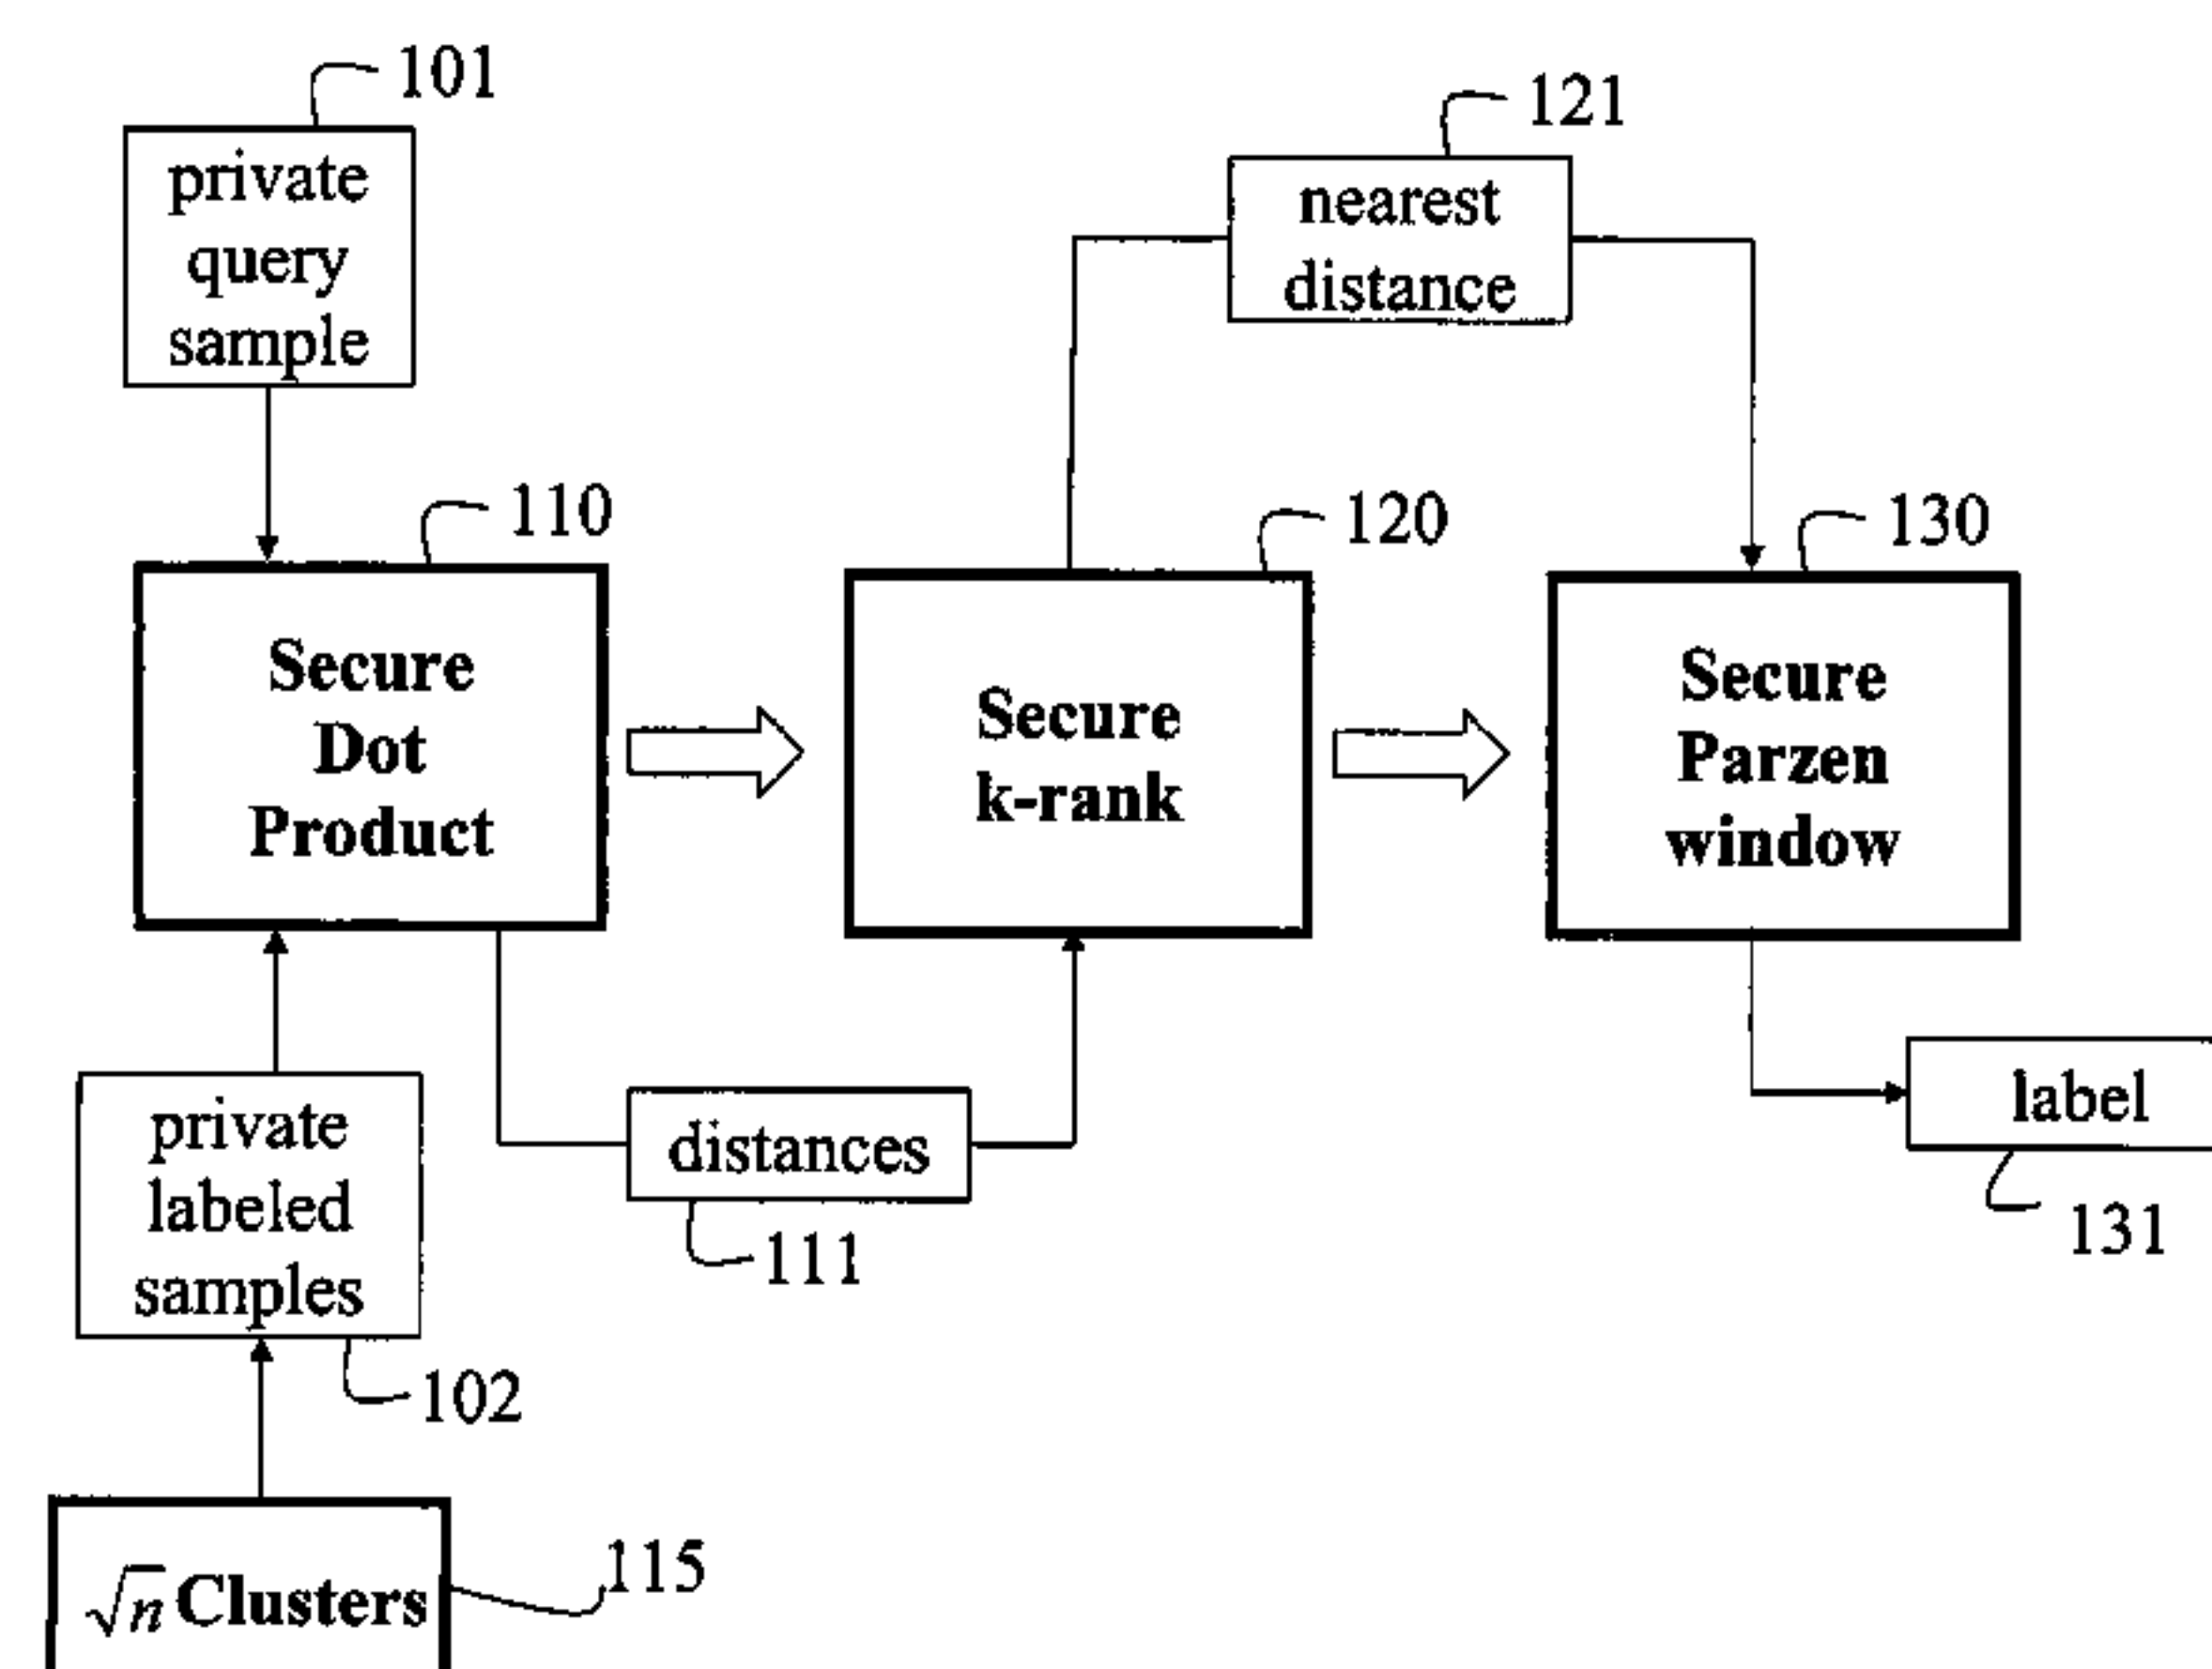 101
private
query
sample
121
nearest
distance
110
Secure
Dot
Product
120
Secure
k-rank
130
Secure
Parzen
window
private
labeled
samples
102
distances
111
label
131
√n Clusters
115